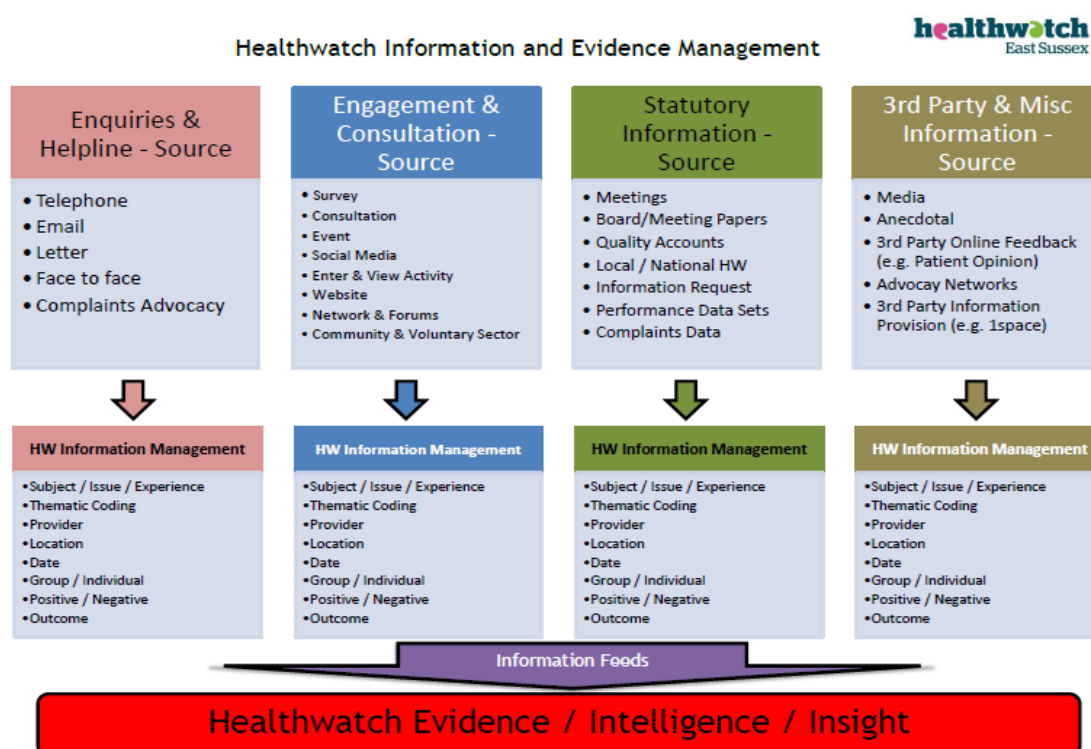 healthwatch
East Sussex
Healthwatch Information and Evidence Management
Enquiries &
Helpline - Source
• Telephone
• Email
• Letter
• Face to face
• Complaints Advocacy
Engagement &
Consultation -
Source
• Survey
• Consultation
• Event
• Social Media
• Enter & View Activity
• Website
• Network & Forums
• Community & Voluntary Sector
Statutory
Information -
Source
• Meetings
• Board/Meeting Papers
• Quality Accounts
• Local / National HW
• Information Request
• Performance Data Sets
• Complaints Data
3rd Party & Misc
Information -
Source
• Media
• Anecdotal
• 3rd Party Online Feedback
(e.g. Patient Opinion)
• Advocay Networks
• 3rd Party Information
Provision (e.g. 1space)
HW Information Management
•Subject / Issue / Experience
•Thematic Coding
•Provider
•Location
•Date
•Group / Individual
•Positive / Negative
•Outcome
HW Information Management
•Subject / Issue / Experience
•Thematic Coding
•Provider
•Location
•Date
•Group / Individual
•Positive / Negative
•Outcome
HW Information Management
•Subject / Issue / Experience
•Thematic Coding
•Provider
•Location
•Date
•Group / Individual
•Positive / Negative
•Outcome
HW Information Management
•Subject / Issue / Experience
•Thematic Coding
•Provider
•Location
•Date
•Group / Individual
•Positive / Negative
•Outcome
Information Feeds
Healthwatch Evidence / Intelligence / Insight